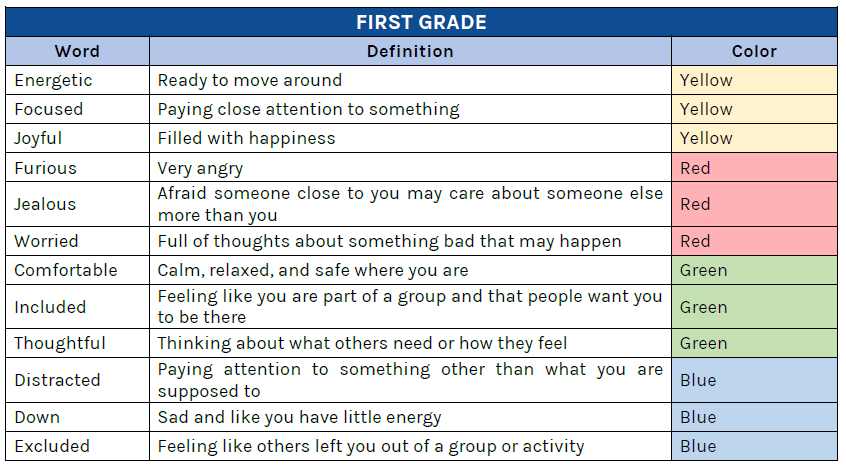 FIRST GRADE
Word Definition Color
Energetic Ready to move around Yellow
Focused Paying close attention to something Yellow
Joyful Filled with happiness Yellow
Furious Very angry Red
Jealous Afraid someone close to you may care about someone else
more than you Red
Worried Full of thoughts about something bad that may happen Red
Comfortable Calm, relaxed, and safe where you are Green
Included Feeling like you are part of a group and that people want you
to be there Green
Thoughtful Thinking about what others need or how they feel Green
Distracted Paying attention to something other than what you are
supposed to Blue
Down Sad and like you have little energy Blue
Excluded Feeling like others left you out of a group or activity Blue